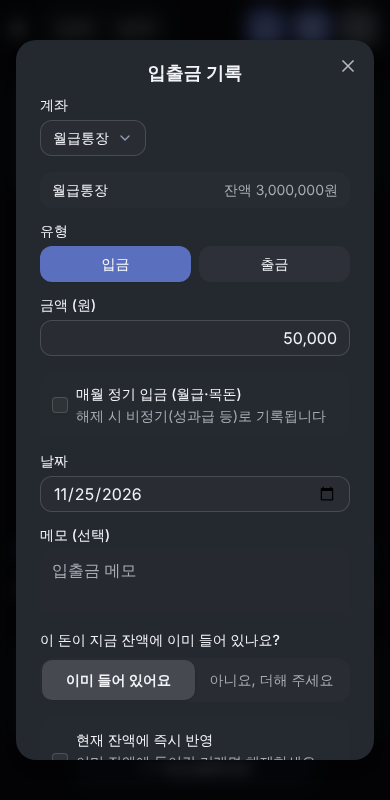 입출금 기록
계좌
월급통장
월급통장 잔액 3,000,000원
유형
입금 출금
금액 (원)
50,000
매월 정기 입금 (월급·목돈)
해제 시 비정기(성과급 등)로 기록됩니다
날짜
11/25/2026
메모 (선택)
입출금 메모
이 돈이 지금 잔액에 이미 들어 있나요?
이미 들어 있어요 아니요, 더해 주세요
현재 잔액에 즉시 반영